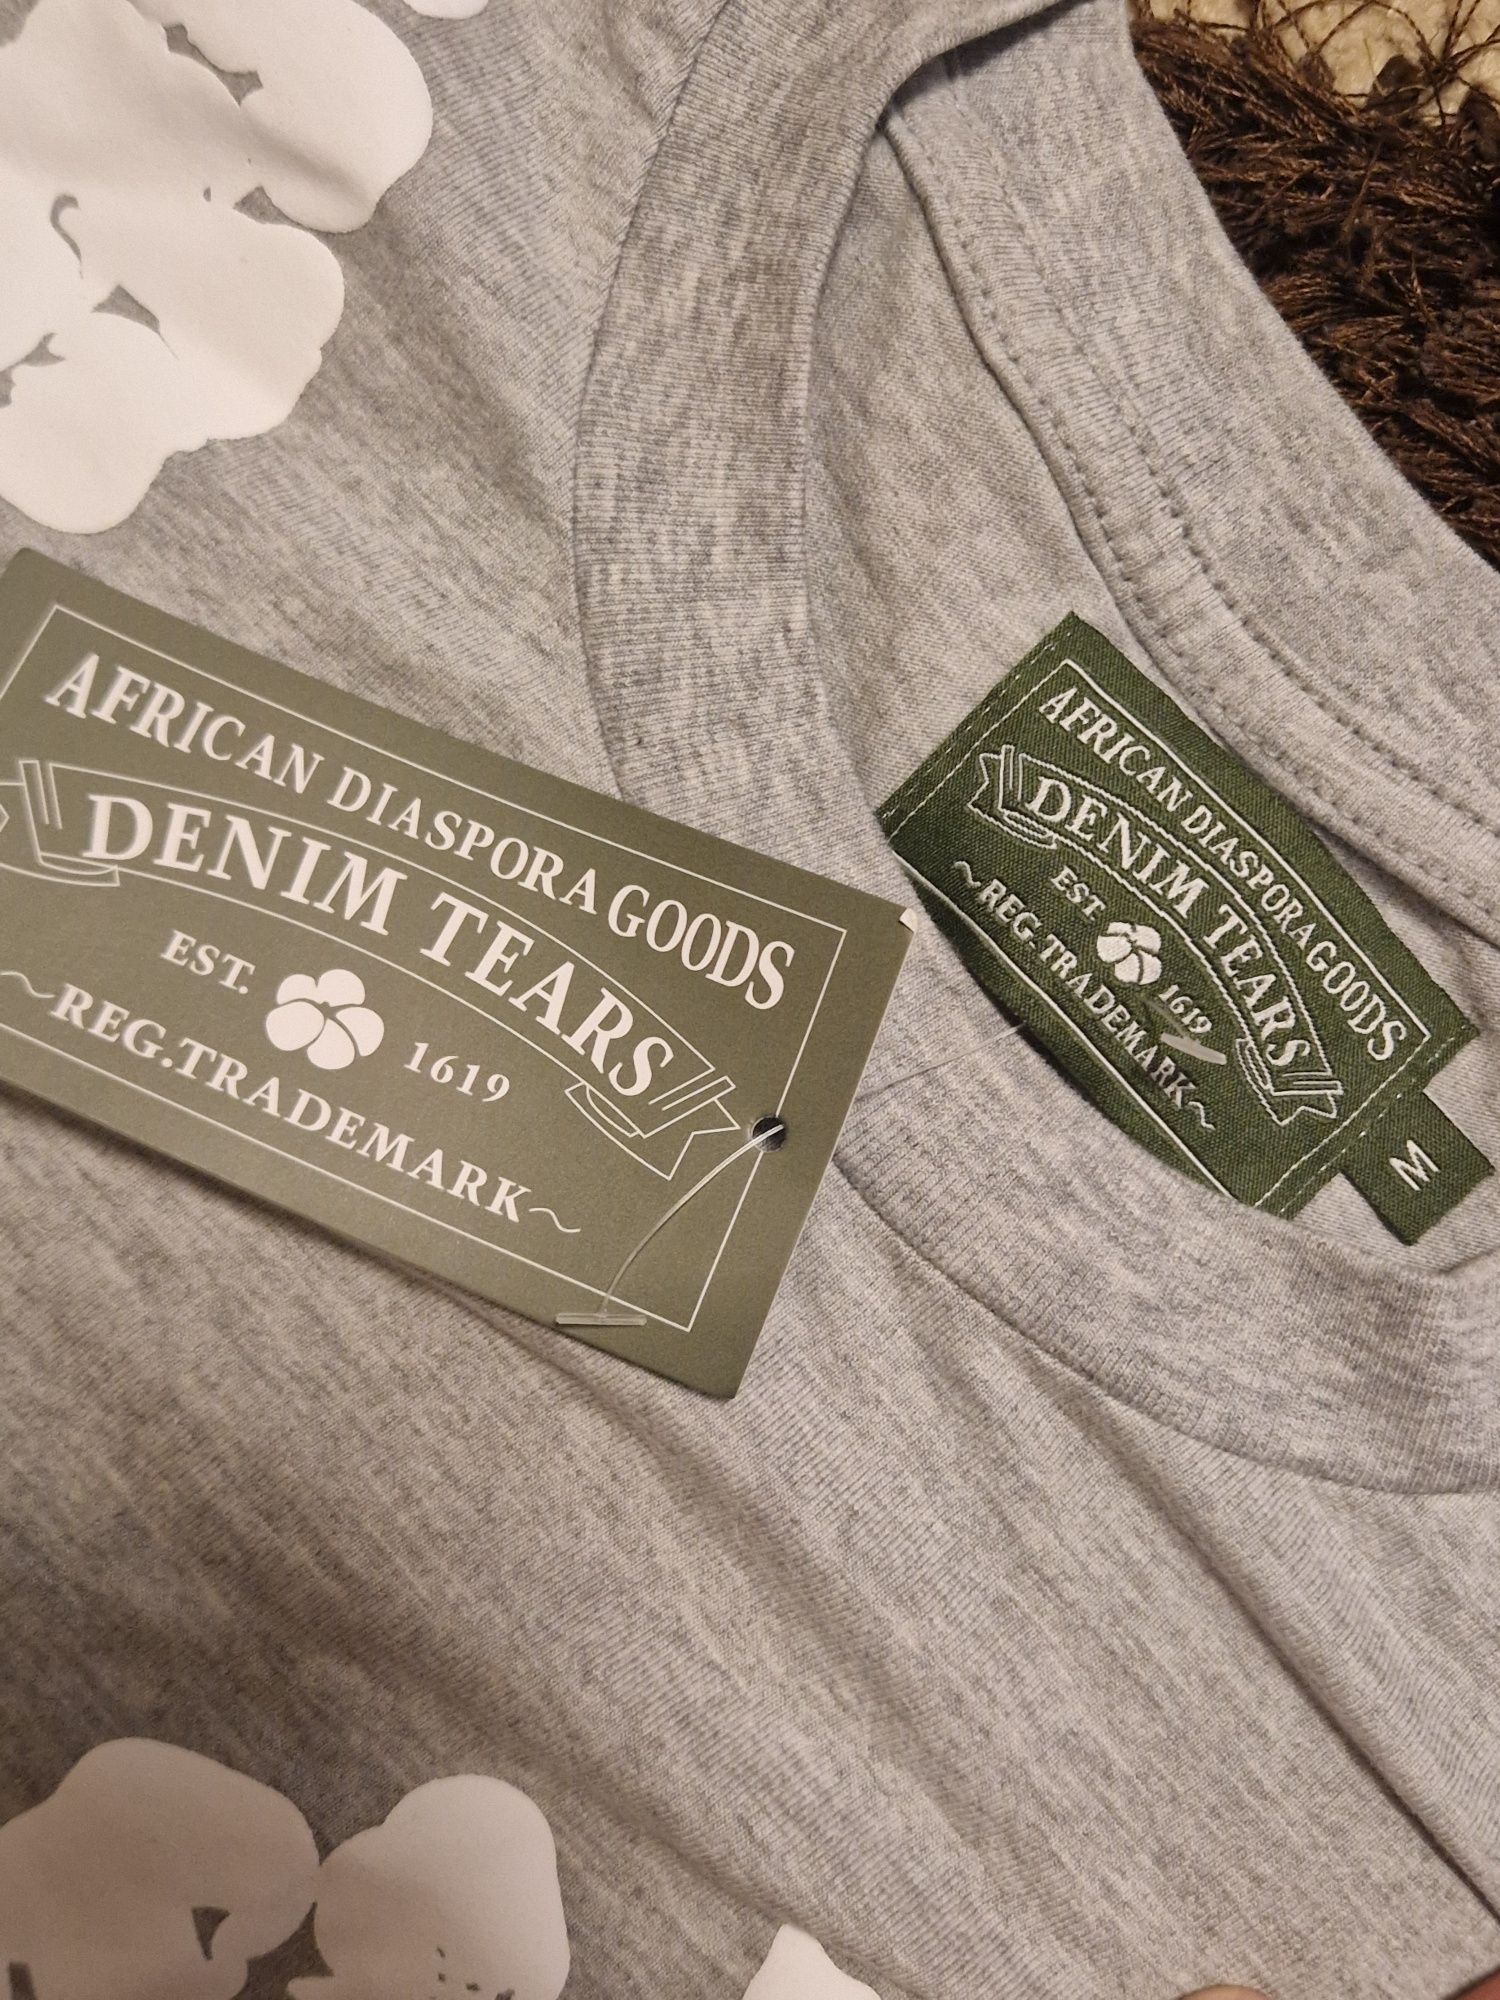 AFRICAN DIASPORA GOODS
DENIM TEARS
EST. 1619
~REG.TRADEMARK~
AFRICAN DIASPORA GOODS
DENIM TEARS
EST. 1619
~REG.TRADEMARK~
M